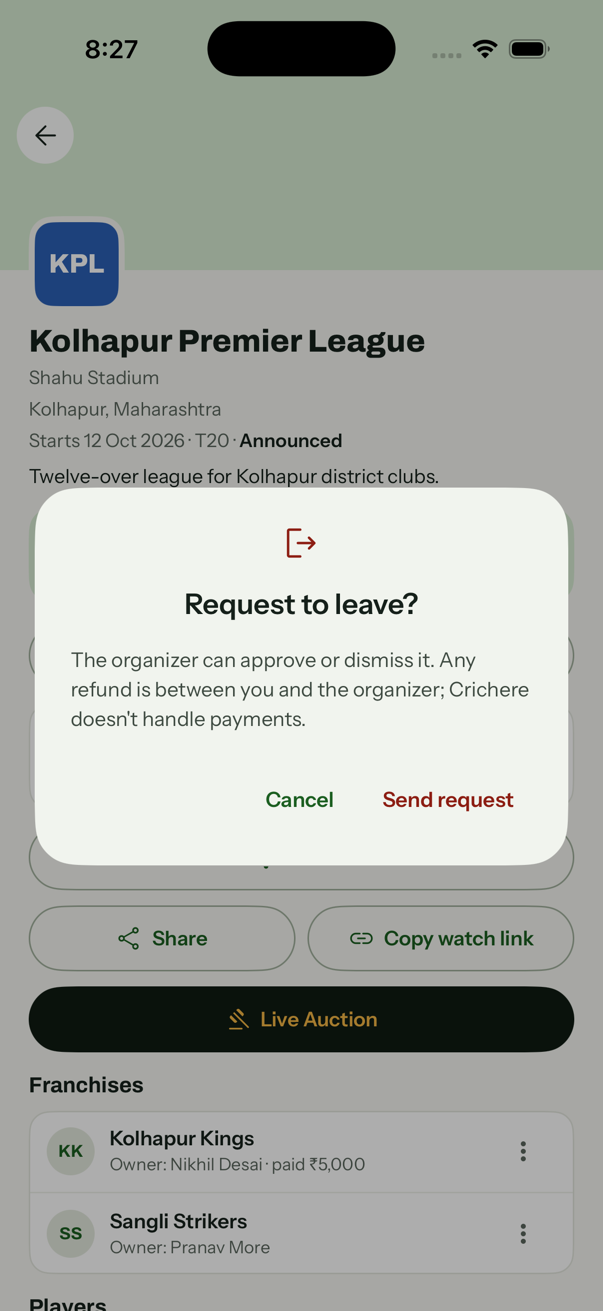 8:27
KPL
Kolhapur Premier League
Shahu Stadium
Kolhapur, Maharashtra
Starts 12 Oct 2026 · T20 · Announced
Twelve-over league for Kolhapur district clubs.
Request to leave?
The organizer can approve or dismiss it. Any
refund is between you and the organizer; Crichere
doesn't handle payments.
Cancel Send request
Share Copy watch link
Live Auction
Franchises
KK Kolhapur Kings
Owner: Nikhil Desai · paid ₹5,000
SS Sangli Strikers
Owner: Pranav More
Players